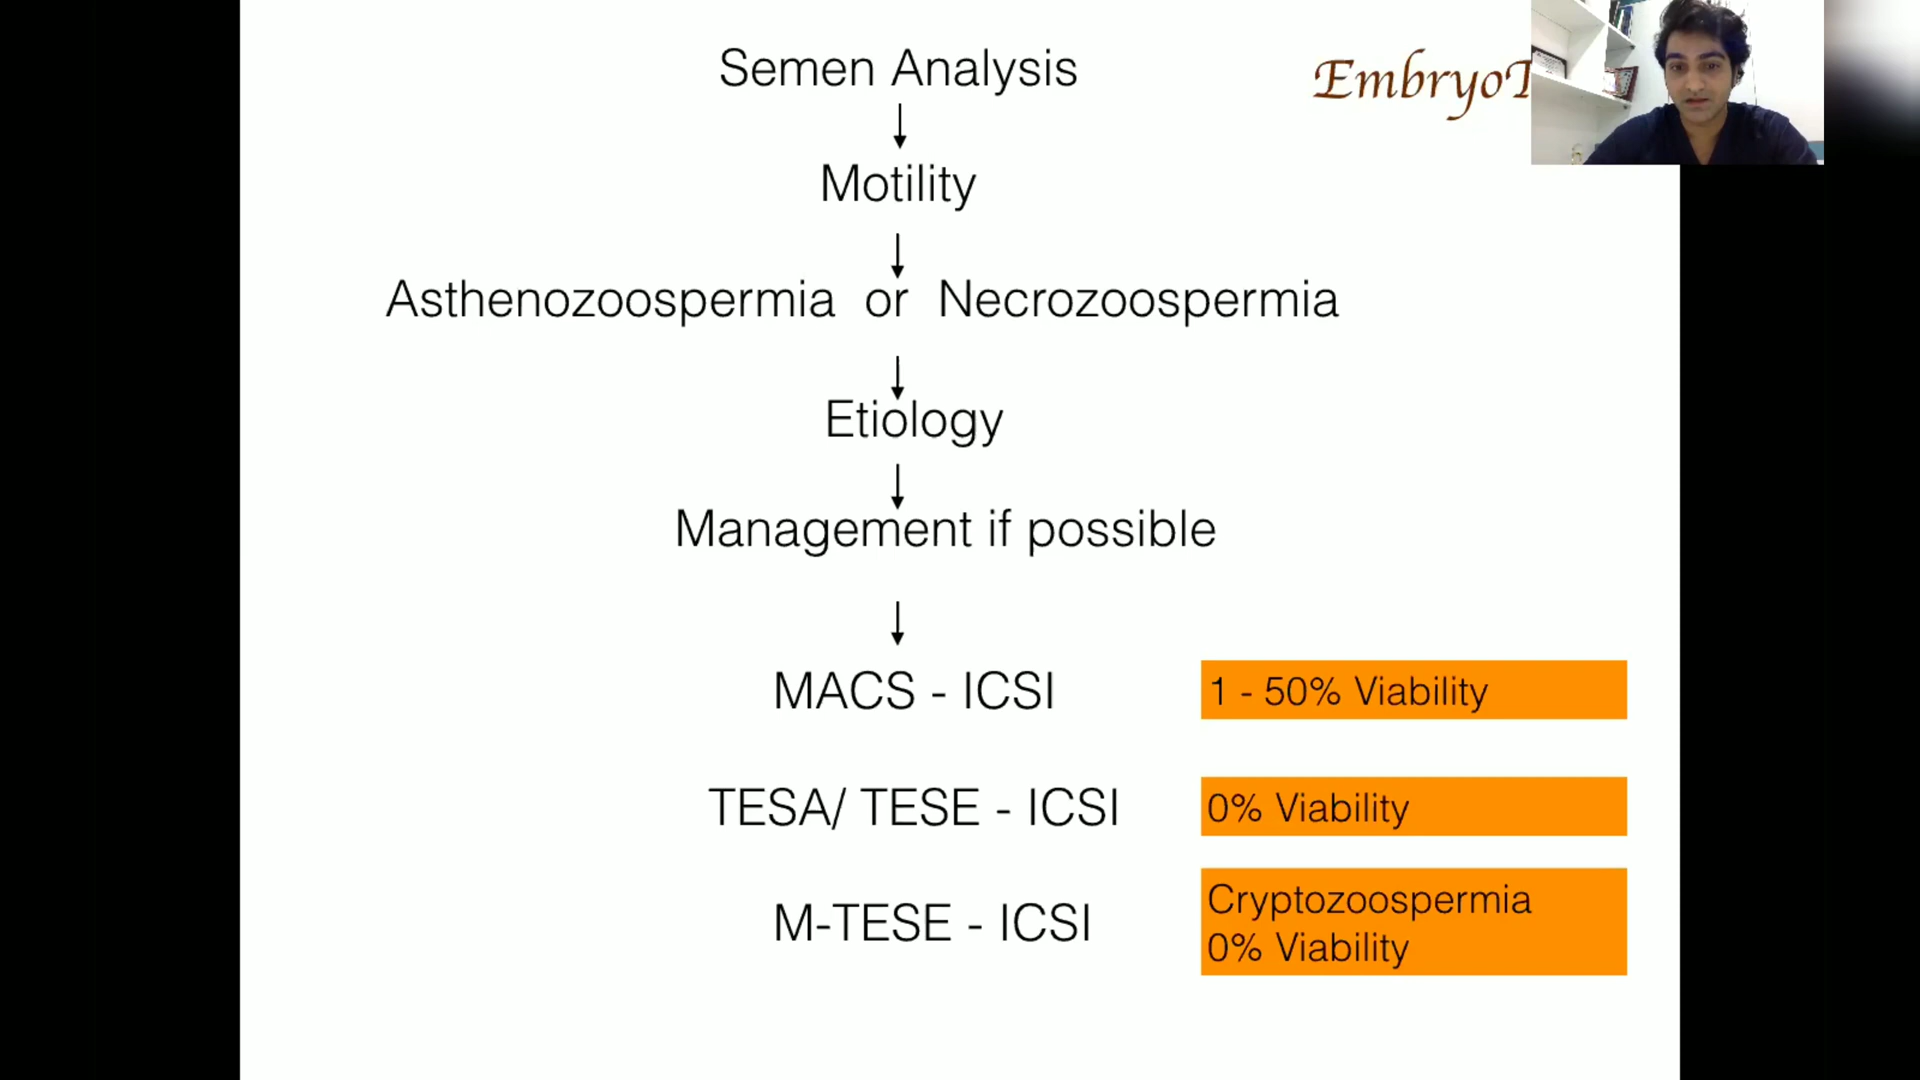 Semen Analysis
EmbryoT
Motility
Asthenozoospermia or Necrozoospermia
Etiology
Management if possible
MACS - ICSI
1 - 50% Viability
TESA/ TESE - ICSI
0% Viability
M-TESE - ICSI
Cryptozoospermia
0% Viability